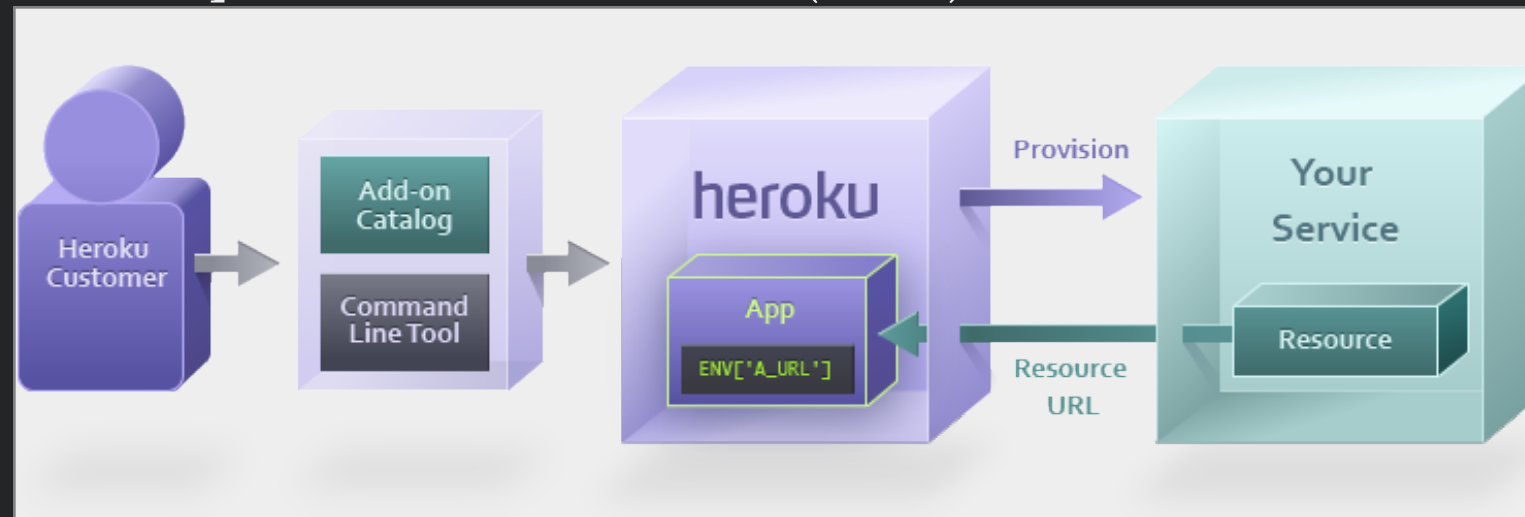 Heroku
Customer
Add-on
Catalog
Command
Line Tool
heroku
App
ENV['A_URL']
Provision
Resource
URL
Your
Service
Resource